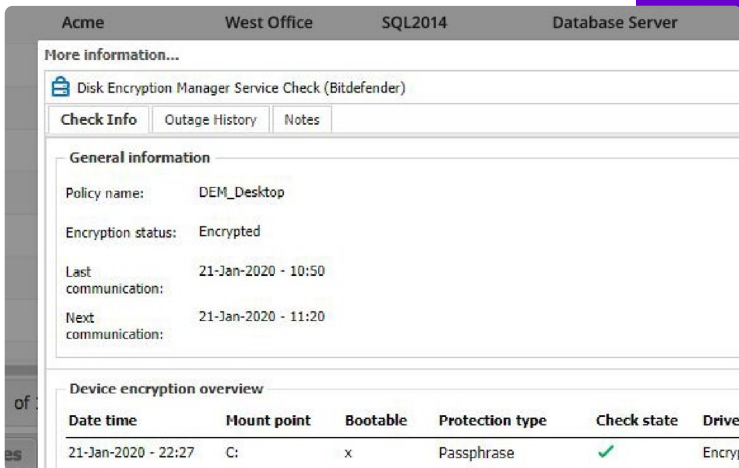 Acme West Office SQL2014 Database Server
More information...
Disk Encryption Manager Service Check (Bitdefender)
Check Info Outage History Notes
General information
Policy name: DEM_Desktop
Encryption status: Encrypted
Last communication: 21-Jan-2020 - 10:50
Next communication: 21-Jan-2020 - 11:20
Device encryption overview
of
Date time Mount point Bootable Protection type Check state Drive
21-Jan-2020 - 22:27 C: x Passphrase ✓